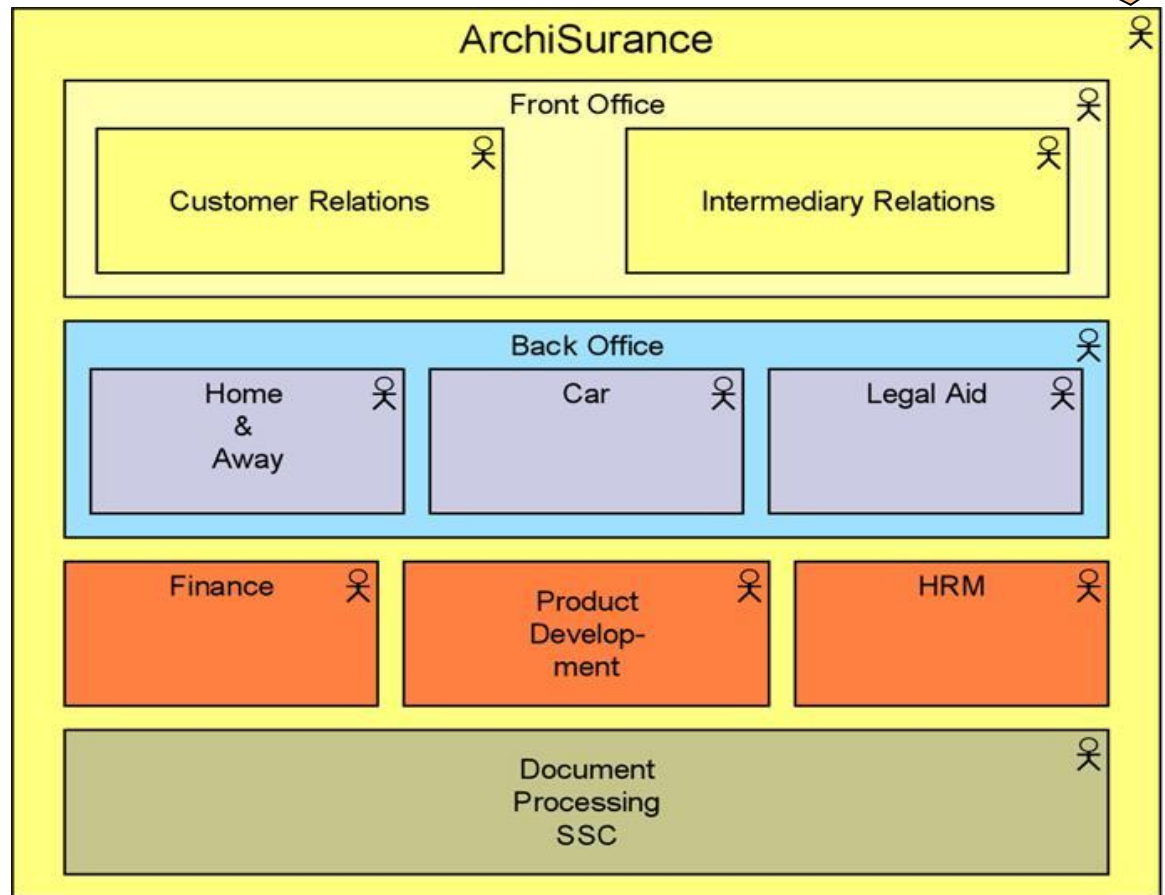 ArchiSurance
Front Office
Customer Relations
Intermediary Relations
Back Office
Home
&
Away
Car
Legal Aid
Finance
Product
Develop-
ment
HRM
Document
Processing
SSC